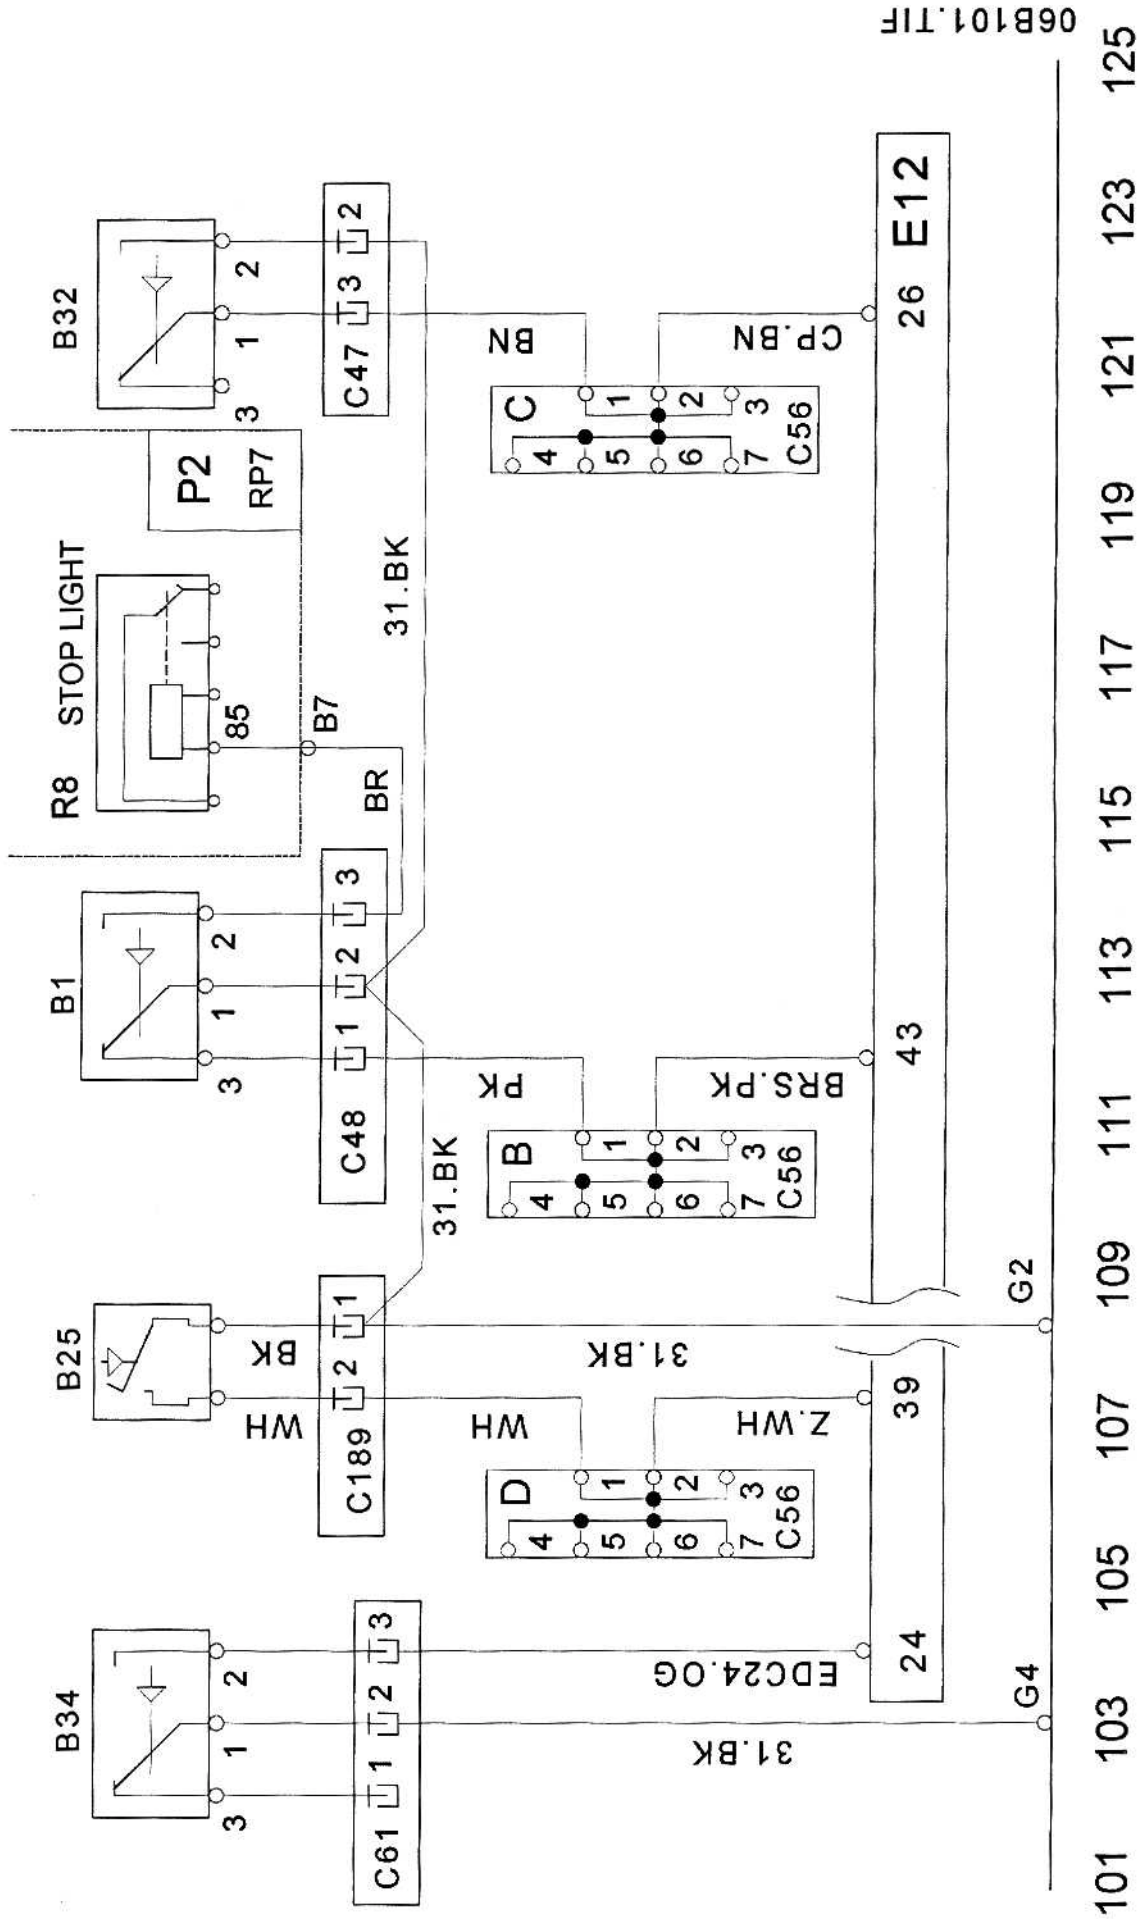 B34
3
1
2
C61
1
2
3
31.BK
EDC24.OG
24
G4
B25
WH
BK
C189
2
1
WH
31.BK
D
4
1
5
2
6
3
7
C56
Z.WH
39
G2
31.BK
B1
3
1
2
C48
1
2
3
PK
B
4
1
5
2
6
3
7
C56
BRS.PK
43
R8
STOP LIGHT
85
B7
BR
P2
RP7
31.BK
B32
3
1
2
C47
3
2
BN
C
4
1
5
2
6
3
7
C56
CP.BN
26
E12
101
103
105
107
109
111
113
115
117
119
121
123
125
06B101.TIF